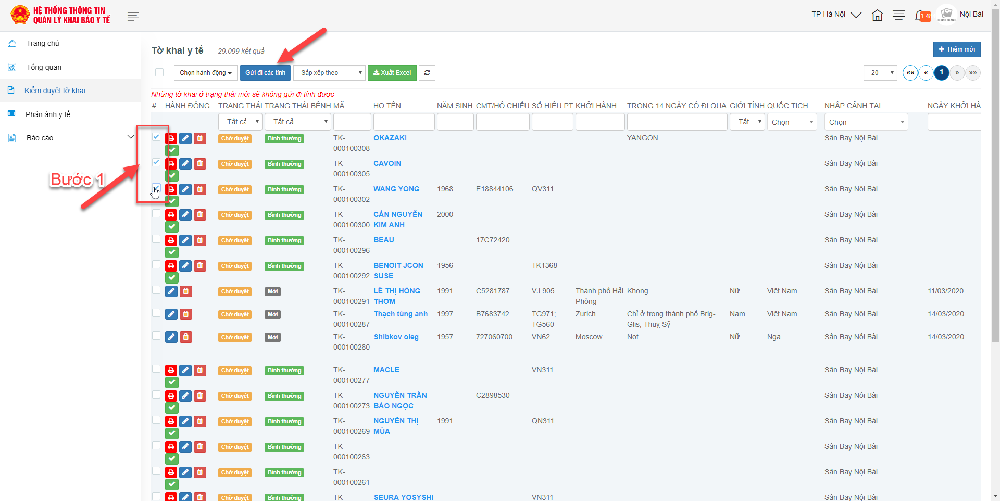 HỆ THỐNG THÔNG TIN
QUẢN LÝ KHAI BÁO Y TẾ
TP Hà Nội
1.48
KHÔNG CÓ ẢNH
Nội Bài
Trang chủ
Tổng quan
Kiểm duyệt tờ khai
Phản ánh y tế
Báo cáo
Tờ khai y tế — 29.099 kết quả
Thêm mới
Chọn hành động
Gửi đi các tỉnh
Sắp xếp theo
Xuất Excel
20
««
«
1
»
»»
Những tờ khai ở trạng thái mới sẽ không gửi đi tỉnh được
# HÀNH ĐỘNG TRẠNG THÁI TRẠNG THÁI BỆNH MÃ HỌ TÊN NĂM SINH CMT/HỘ CHIẾU SỐ HIỆU PT KHỞI HÀNH TRONG 14 NGÀY CÓ ĐI QUA GIỚI TÍNH QUỐC TỊCH NHẬP CẢNH TẠI NGÀY KHỞI HÀ
Tất cả Tất cả Tất Chọn Chọn
Chờ duyệt Bình thường TK- OKAZAKI YANGON Sân Bay Nội Bài
000100308
Chờ duyệt Bình thường TK- CAVOIN Sân Bay Nội Bài
000100305
Bước 1
Chờ duyệt Bình thường TK- WANG YONG 1968 E18844106 QV311 Sân Bay Nội Bài
000100302
Chờ duyệt Bình thường TK- CẤN NGUYỄN 2000 Sân Bay Nội Bài
000100300 KIM ANH
Chờ duyệt Bình thường TK- BEAU 17C72420 Sân Bay Nội Bài
000100296
Chờ duyệt Bình thường TK- BENOIT JCON 1956 TK1368 Sân Bay Nội Bài
000100292 SUSE
Chờ duyệt Mới TK- LÊ THỊ HỒNG 1991 C5281787 VJ 905 Thành phố Hải Khong Nữ Việt Nam Sân Bay Nội Bài 11/03/2020
000100291 THƠM Phòng
Chờ duyệt Mới TK- Thạch tùng anh 1997 B7683742 TG971; Zurich Chỉ ở trong thành phố Brig- Nam Việt Nam Sân Bay Nội Bài 14/03/2020
000100287 TG560 Glis, Thuỵ Sỹ
Chờ duyệt Mới TK- Shibkov oleg 1957 727060700 VN62 Moscow Not Nữ Nga Sân Bay Nội Bài 14/03/2020
000100280
Chờ duyệt Bình thường TK- MACLE VN311 Sân Bay Nội Bài
000100277
Chờ duyệt Bình thường TK- NGUYỄN TRẦN C2898530 Sân Bay Nội Bài
000100273 BẢO NGỌC
Chờ duyệt Bình thường TK- NGUYỄN THỊ 1991 QN311 Sân Bay Nội Bài
000100269 MÙA
Chờ duyệt Bình thường TK- Sân Bay Nội Bài
000100263
Chờ duyệt Bình thường TK- Sân Bay Nội Bài
000100261
Chờ duyệt Bình thường TK- SEURA YOSYSHI VN311 Sân Bay Nội Bài